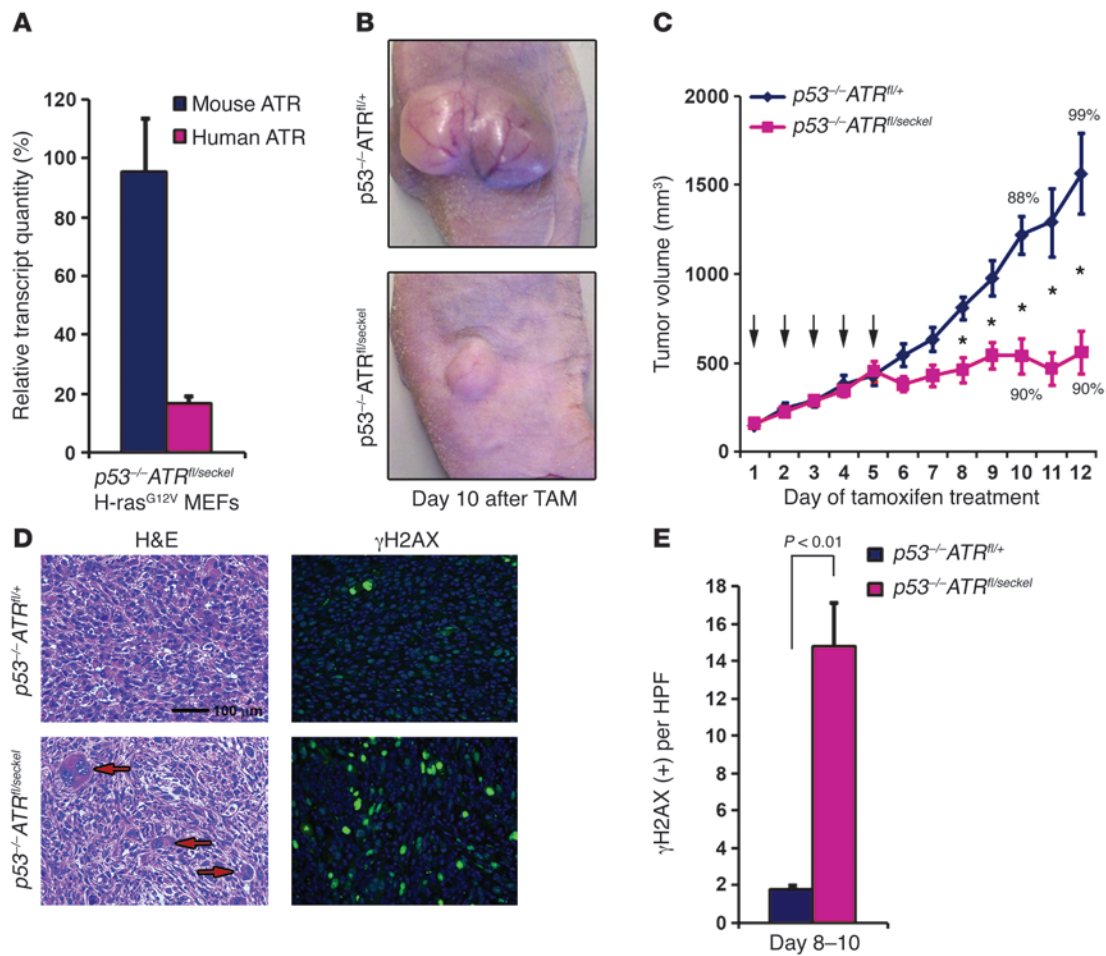 A
Relative transcript quantity (%)
120
100
80
60
40
20
0
Mouse ATR
Human ATR
p53⁻/⁻ATRfl/seckel
H-rasG12V MEFs
B
p53⁻/⁻ATRfl/+
p53⁻/⁻ATRfl/seckel
Day 10 after TAM
C
p53⁻/⁻ATRfl/+
p53⁻/⁻ATRfl/seckel
Tumor volume (mm³)
2000
1500
1000
500
0
99%
88%
* * * * *
90% 90%
1 2 3 4 5 6 7 8 9 10 11 12
Day of tamoxifen treatment
D
H&E γH2AX
p53⁻/⁻ATRfl/+
100 μm
p53⁻/⁻ATRfl/seckel
E
P < 0.01
p53⁻/⁻ATRfl/+
p53⁻/⁻ATRfl/seckel
γH2AX (+) per HPF
18
16
14
12
10
8
6
4
2
0
Day 8–10